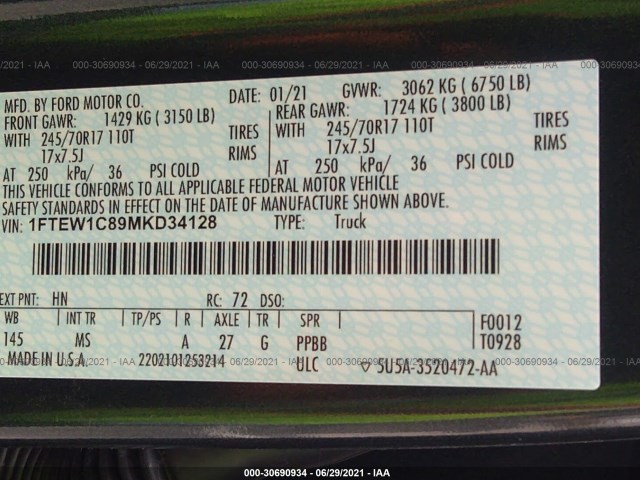 000-30690934 - 06/29/2021 - IAA
MFD. BY FORD MOTOR CO. DATE: 01/21 GVWR: 3062 KG ( 6750 LB)
FRONT GAWR: 1429 KG ( 3150 LB) REAR GAWR: 1724 KG ( 3800 LB)
WITH 245/70R17 110T TIRES WITH 245/70R17 110T TIRES
17x7.5J RIMS 17x7.5J RIMS
AT 250 kPa/ 36 PSI COLD AT 250 kPa/ 36 PSI COLD
THIS VEHICLE CONFORMS TO ALL APPLICABLE FEDERAL MOTOR VEHICLE
SAFETY STANDARDS IN EFFECT ON THE DATE OF MANUFACTURE SHOWN ABOVE.
VIN: 1FTEW1C89MKD34128 TYPE: Truck
EXT PNT: HN RC: 72 DSO:
WB INT TR TP/PS R AXLE TR SPR F0012
145 MS A 27 G PPBB T0928
MADE IN U.S.A. 2202101253214 ULC 5U5A-3520472-AA
000-30690934 - 06/29/2021 - IAA